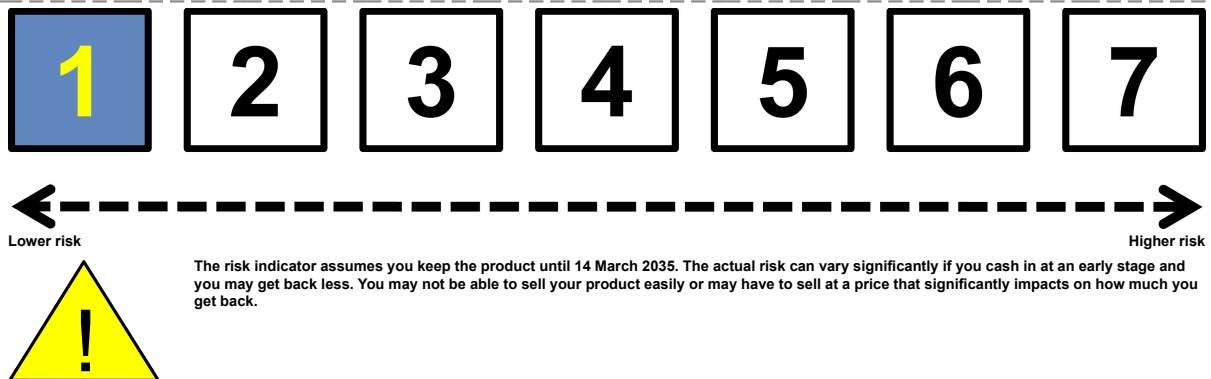 1 2 3 4 5 6 7
Lower risk Higher risk
The risk indicator assumes you keep the product until 14 March 2035. The actual risk can vary significantly if you cash in at an early stage and
you may get back less. You may not be able to sell your product easily or may have to sell at a price that significantly impacts on how much you
get back.
!